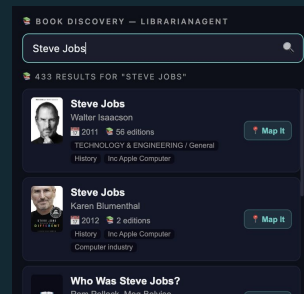 BOOK DISCOVERY — LIBRARIANAGENT
Steve Jobs
433 RESULTS FOR "STEVE JOBS"
Steve Jobs
Walter Isaacson
2011 56 editions
TECHNOLOGY & ENGINEERING / General
History Inc Apple Computer
Map It
Steve Jobs
Karen Blumenthal
2012 2 editions
History Inc Apple Computer
Computer industry
Map It
Who Was Steve Jobs?